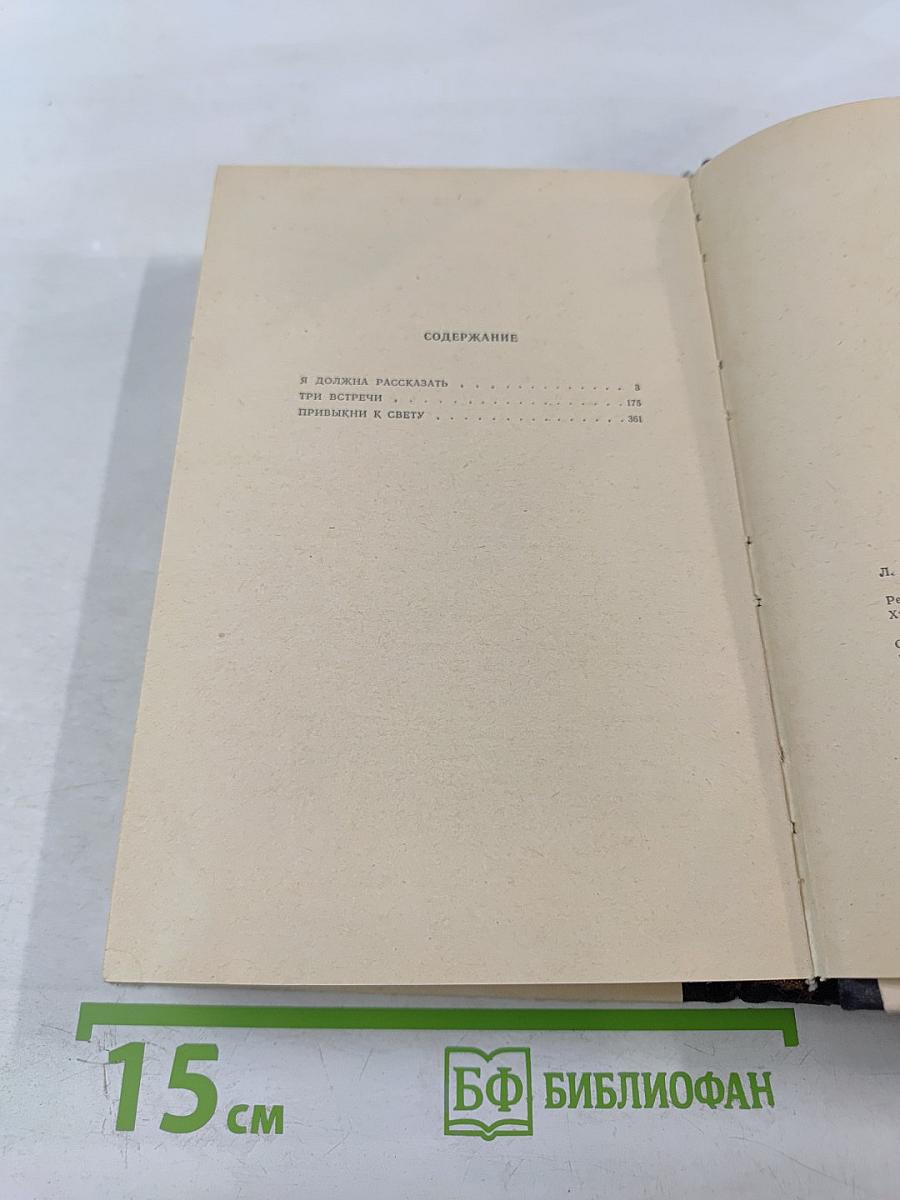 СОДЕРЖАНИЕ
Я ДОЛЖНА РАССКАЗАТЬ . . . . . . . . . . . . . 3
ТРИ ВСТРЕЧИ . . . . . . . . . . . . . . . . . . 175
ПРИВЫКНИ К СВЕТУ . . . . . . . . . . . . . . . 361
Л.
15 см
БФ БИБЛИОФАН